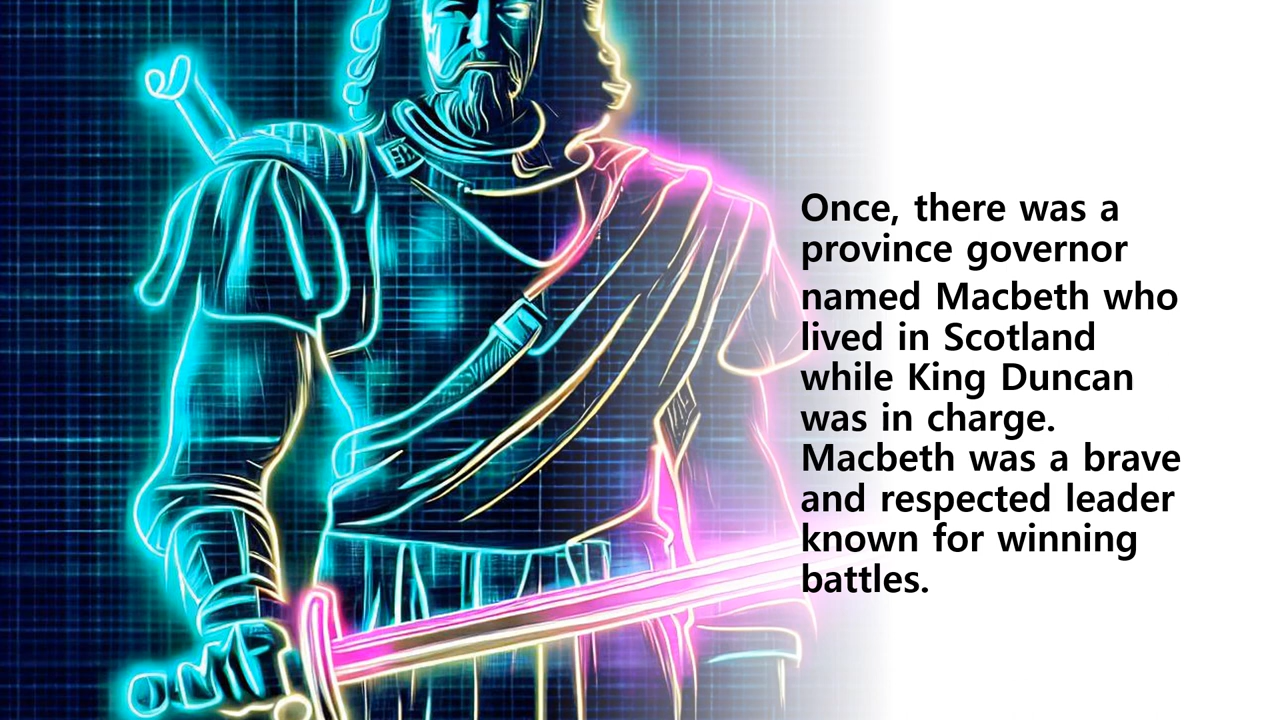 Once, there was a
province governor
named Macbeth who
lived in Scotland
while King Duncan
was in charge.
Macbeth was a brave
and respected leader
known for winning
battles.